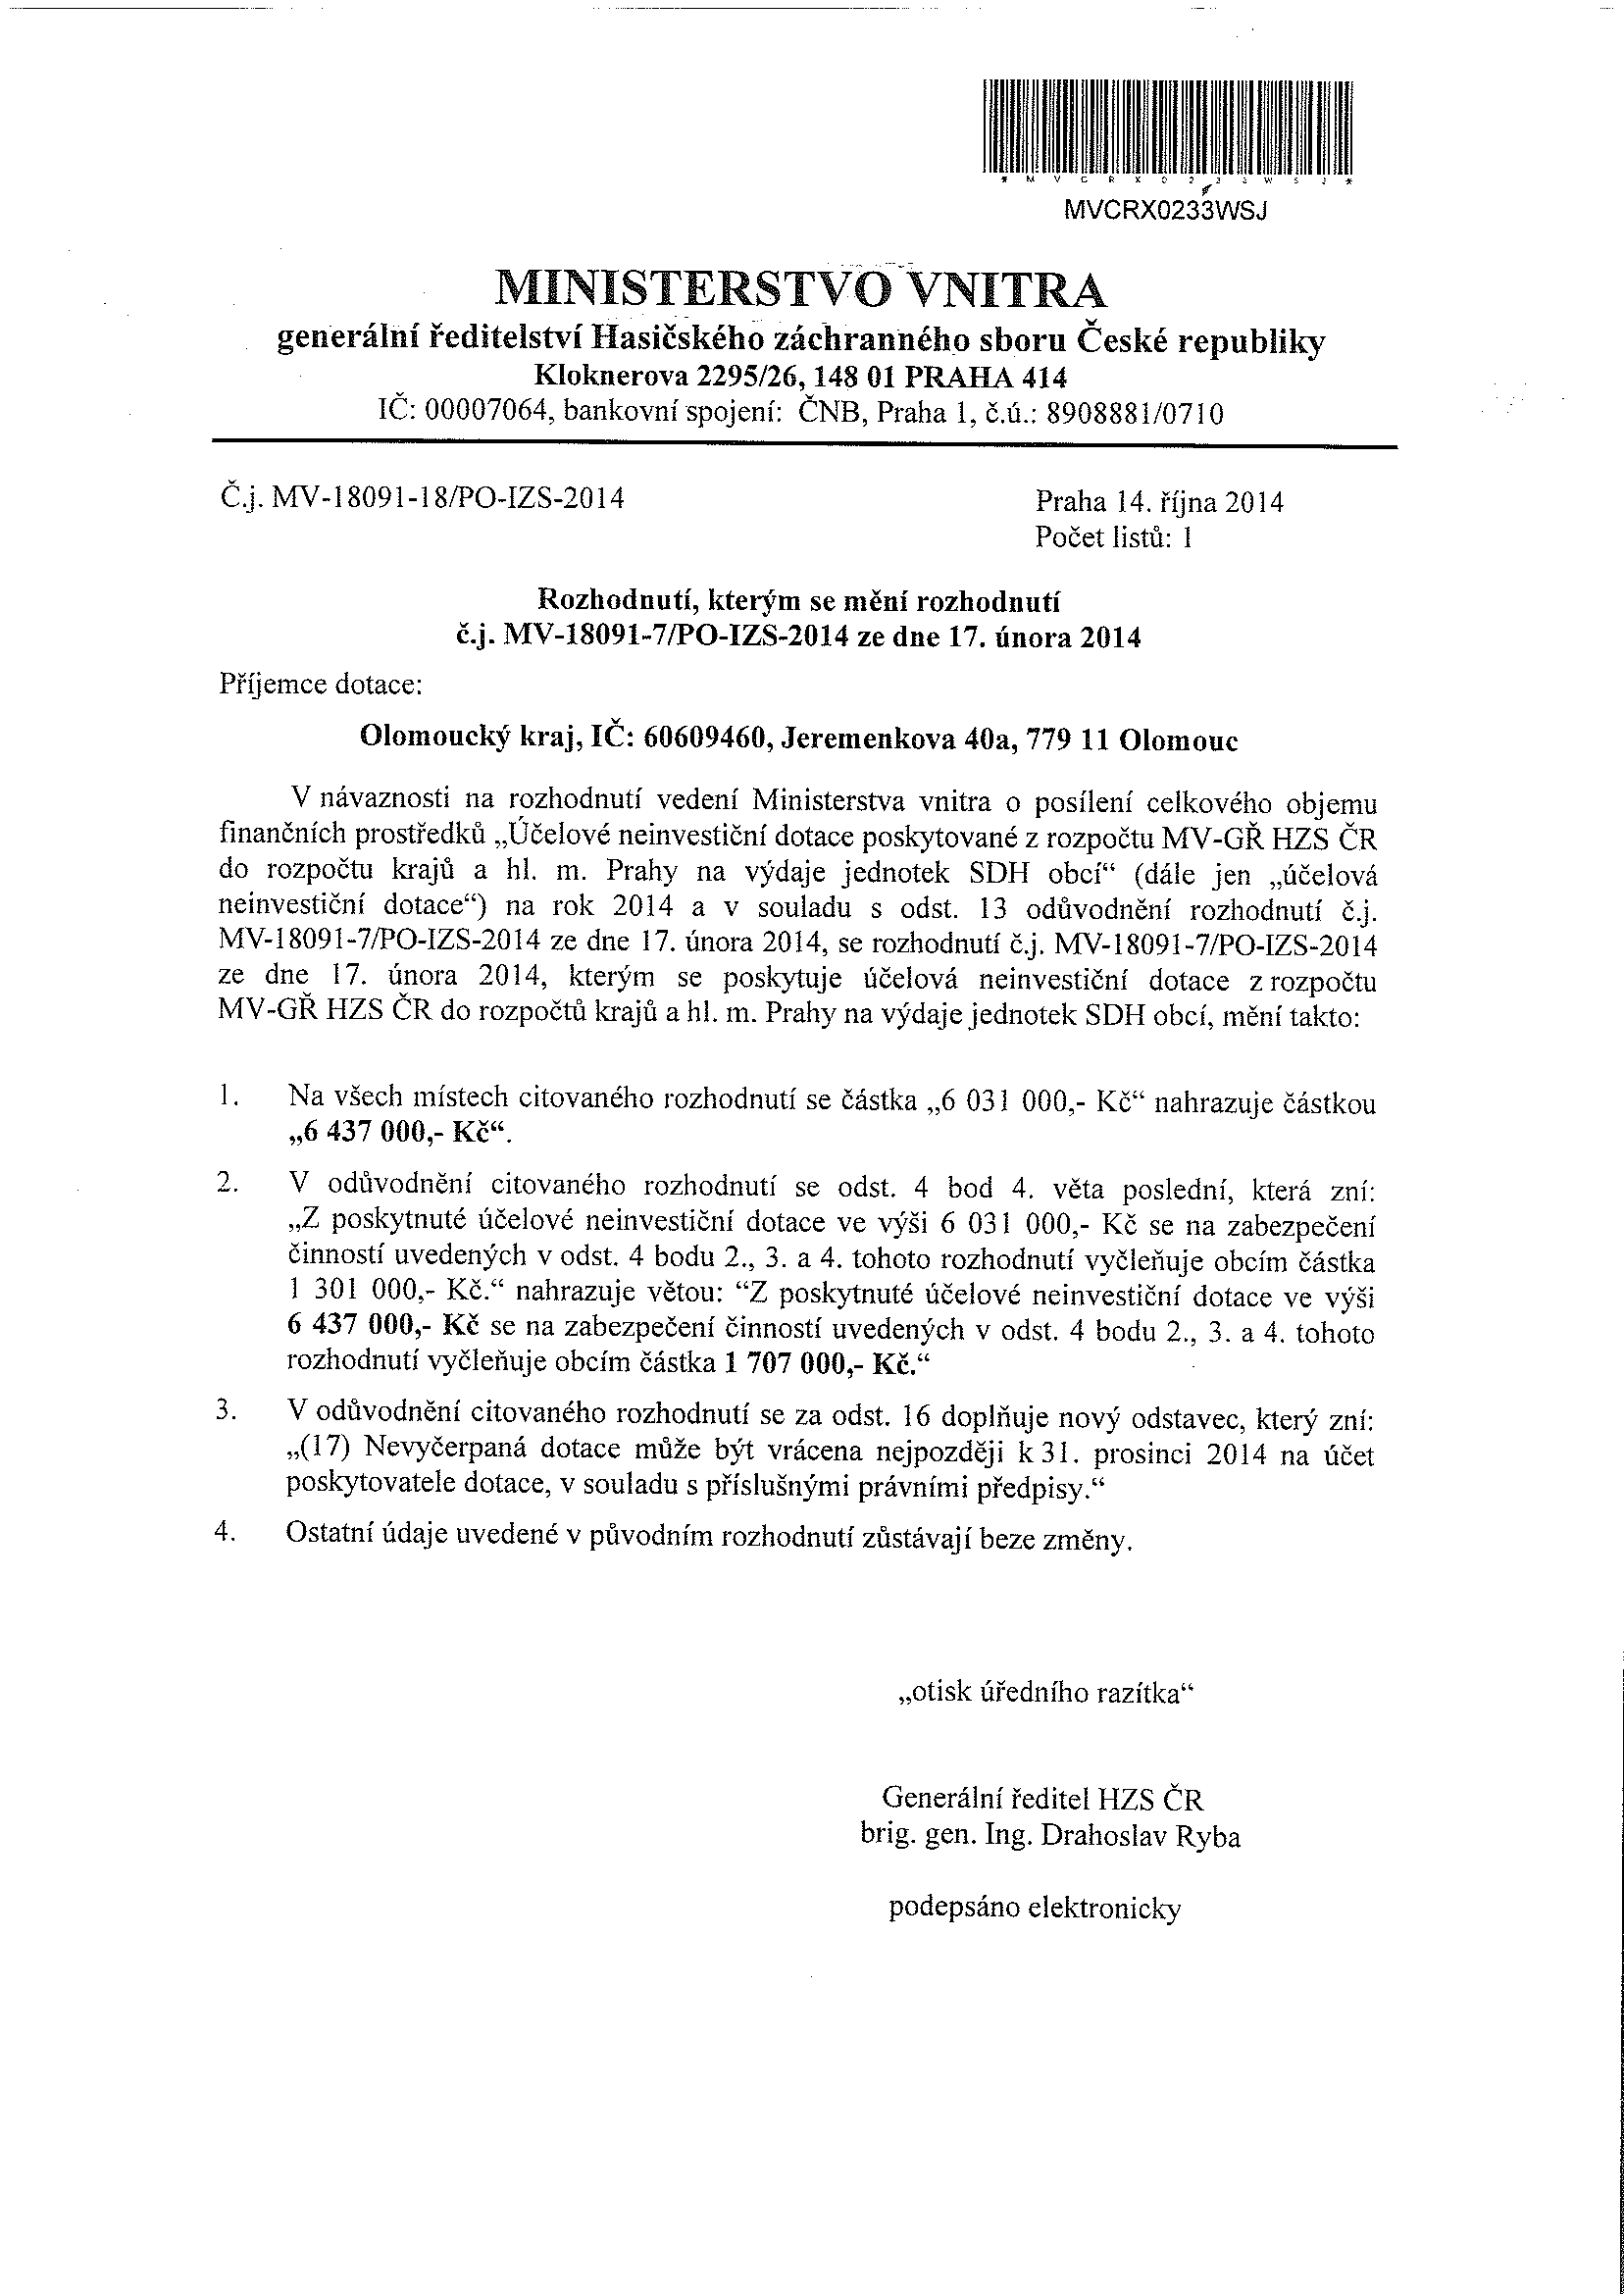 * M V C R X 0 2 3 3 W S J *
MVCRX0233WSJ
MINISTERSTVO VNITRA
generální ředitelství Hasičského záchranného sboru České republiky
Kloknerova 2295/26, 148 01 PRAHA 414
IČ: 00007064, bankovní spojení: ČNB, Praha 1, č.ú.: 8908881/0710
Č.j. MV-18091-18/PO-IZS-2014
Praha 14. října 2014
Počet listů: 1
Rozhodnutí, kterým se mění rozhodnutí
č.j. MV-18091-7/PO-IZS-2014 ze dne 17. února 2014
Příjemce dotace:
Olomoucký kraj, IČ: 60609460, Jeremenkova 40a, 779 11 Olomouc
V návaznosti na rozhodnutí vedení Ministerstva vnitra o posílení celkového objemu
finančních prostředků „Účelové neinvestiční dotace poskytované z rozpočtu MV-GŘ HZS ČR
do rozpočtu krajů a hl. m. Prahy na výdaje jednotek SDH obcí“ (dále jen „účelová
neinvestiční dotace“) na rok 2014 a v souladu s odst. 13 odůvodnění rozhodnutí č.j.
MV-18091-7/PO-IZS-2014 ze dne 17. února 2014, se rozhodnutí č.j. MV-18091-7/PO-IZS-2014
ze dne 17. února 2014, kterým se poskytuje účelová neinvestiční dotace z rozpočtu
MV-GŘ HZS ČR do rozpočtů krajů a hl. m. Prahy na výdaje jednotek SDH obcí, mění takto:
1. Na všech místech citovaného rozhodnutí se částka „6 031 000,- Kč“ nahrazuje částkou
„6 437 000,- Kč“.
2. V odůvodnění citovaného rozhodnutí se odst. 4 bod 4. věta poslední, která zní:
„Z poskytnuté účelové neinvestiční dotace ve výši 6 031 000,- Kč se na zabezpečení
činností uvedených v odst. 4 bodu 2., 3. a 4. tohoto rozhodnutí vyčleňuje obcím částka
1 301 000,- Kč.“ nahrazuje větou: “Z poskytnuté účelové neinvestiční dotace ve výši
6 437 000,- Kč se na zabezpečení činností uvedených v odst. 4 bodu 2., 3. a 4. tohoto
rozhodnutí vyčleňuje obcím částka 1 707 000,- Kč.“
3. V odůvodnění citovaného rozhodnutí se za odst. 16 doplňuje nový odstavec, který zní:
„(17) Nevyčerpaná dotace může být vrácena nejpozději k 31. prosinci 2014 na účet
poskytovatele dotace, v souladu s příslušnými právními předpisy.“
4. Ostatní údaje uvedené v původním rozhodnutí zůstávají beze změny.
„otisk úředního razítka“
Generální ředitel HZS ČR
brig. gen. Ing. Drahoslav Ryba
podepsáno elektronicky